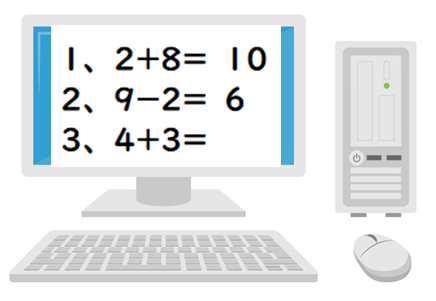 1、2+8= 10
2、9−2= 6
3、4+3=